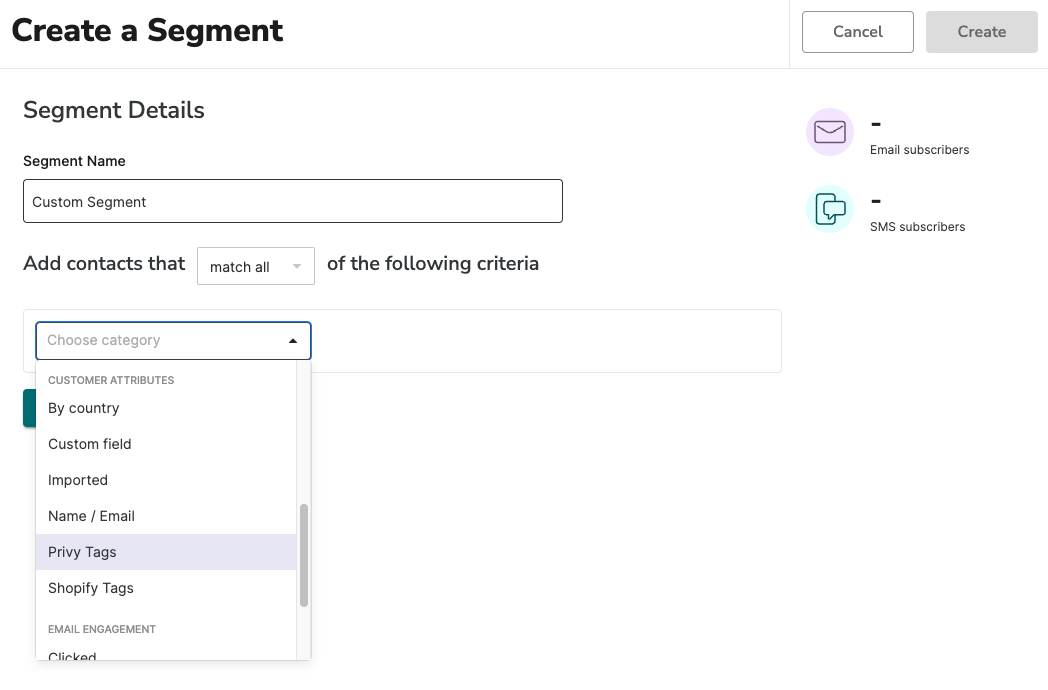 Create a Segment
Cancel
Create
Segment Details
Segment Name
Custom Segment
Add contacts that match all of the following criteria
Choose category
CUSTOMER ATTRIBUTES
By country
Custom field
Imported
Name / Email
Privy Tags
Shopify Tags
EMAIL ENGAGEMENT
Clicked
-
Email subscribers
-
SMS subscribers